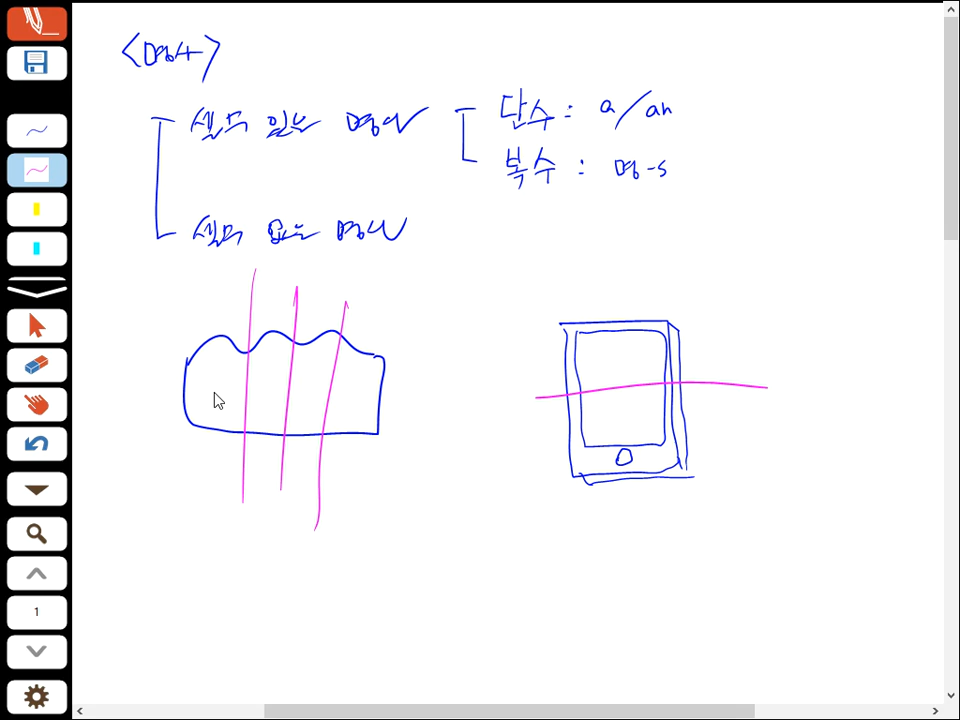 <명사>
셀 수 있는 명사
단수 : a/an
복수 : 명-s
셀 수 없는 명사
1